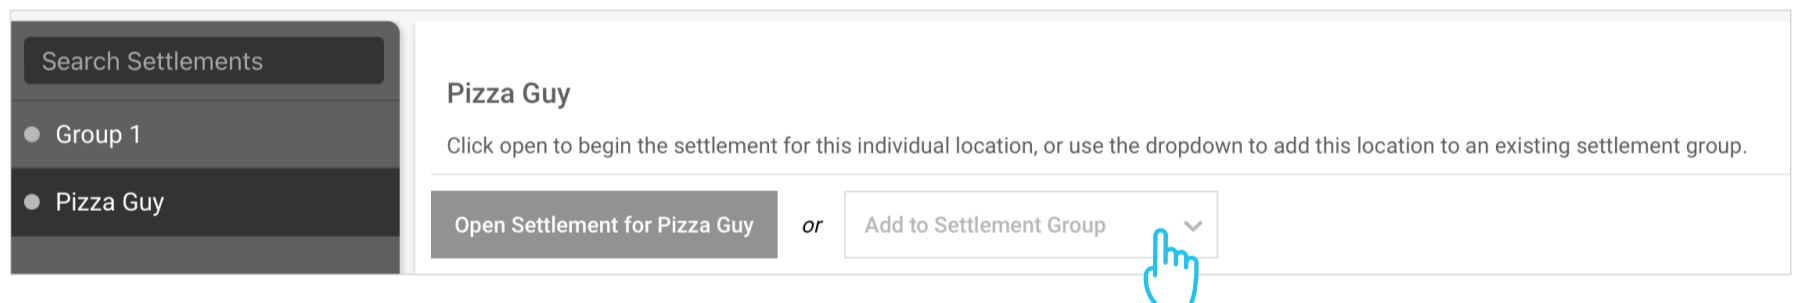 Search Settlements
Group 1
Pizza Guy
Pizza Guy
Click open to begin the settlement for this individual location, or use the dropdown to add this location to an existing settlement group.
Open Settlement for Pizza Guy or Add to Settlement Group